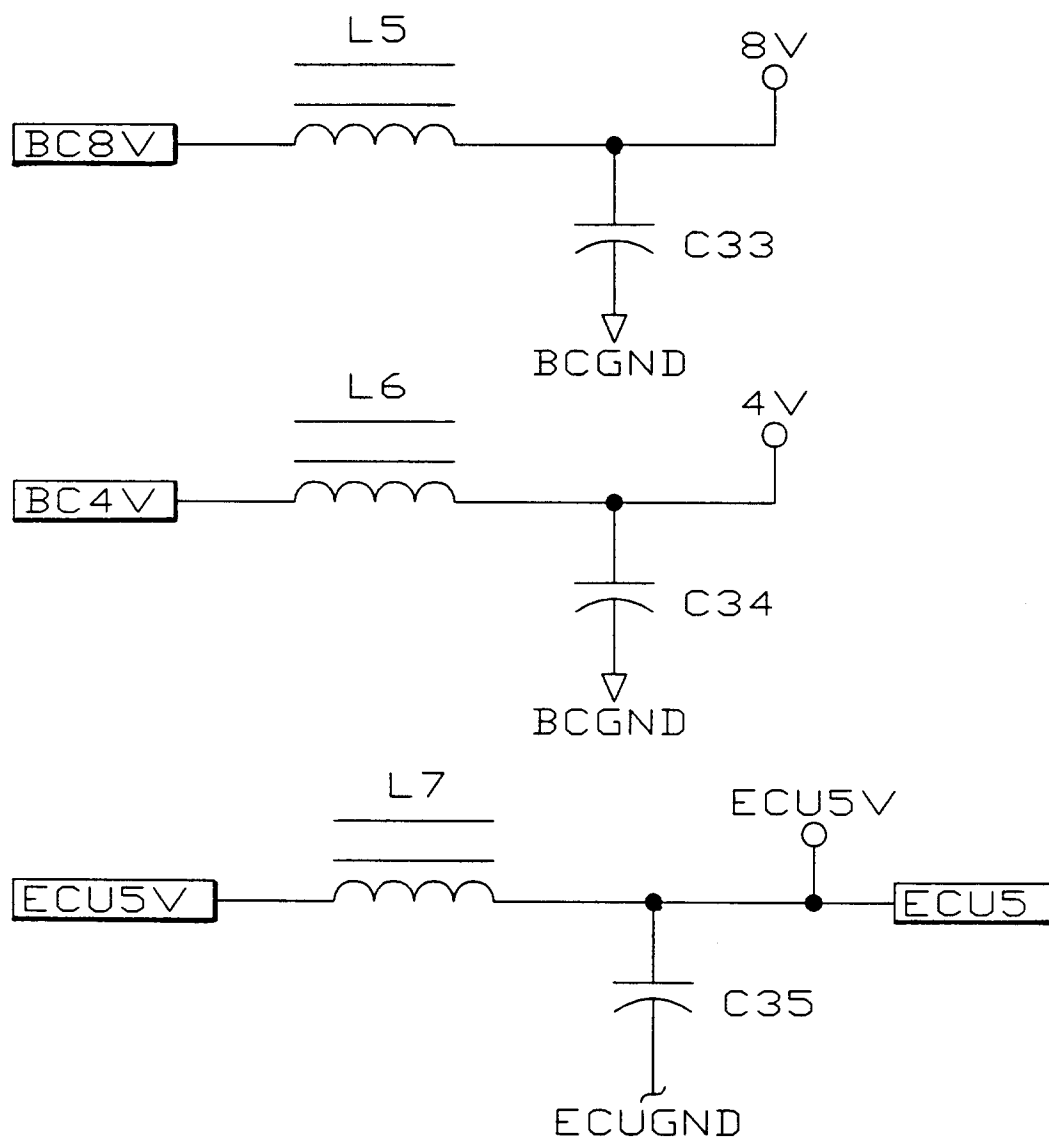 L5
8V
BC8V
C33
BCGND
L6
4V
BC4V
C34
BCGND
L7
ECU5V
ECU5V
ECU5
C35
ECUGND